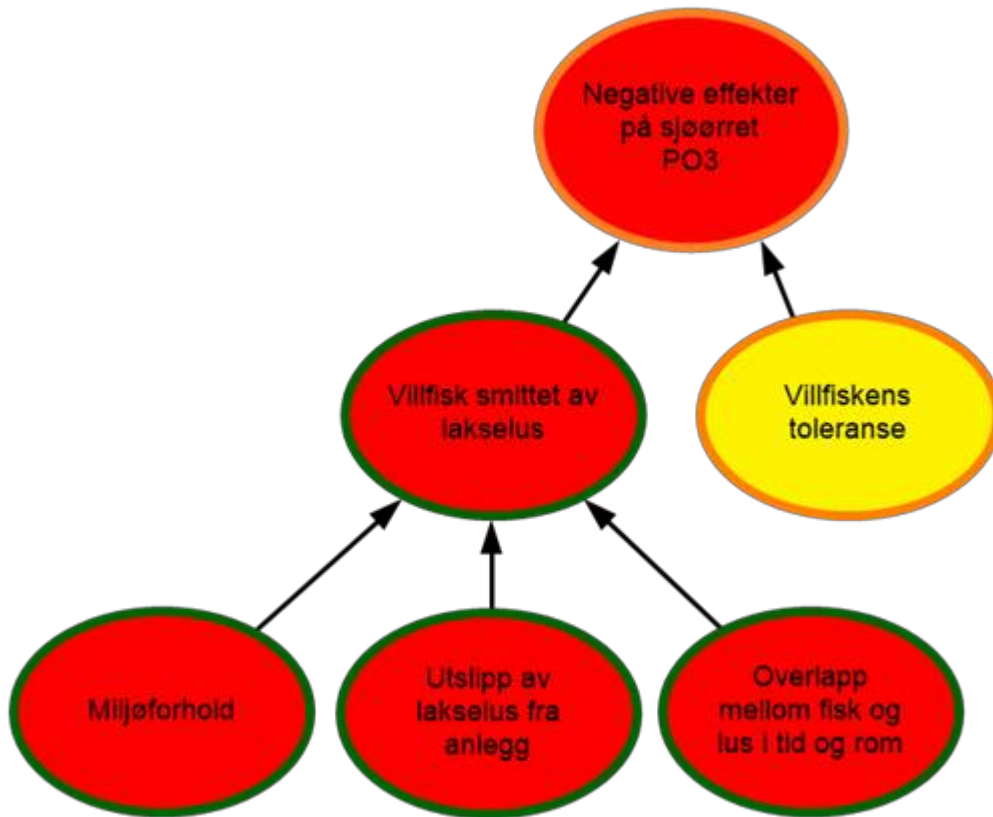 Negative effekter
på sjøørret
PO3
Villfisk smittet av
lakselus
Villfiskens
toleranse
Miljøforhold
Utslipp av
lakselus fra
anlegg
Overlapp
mellom fisk og
lus i tid og rom